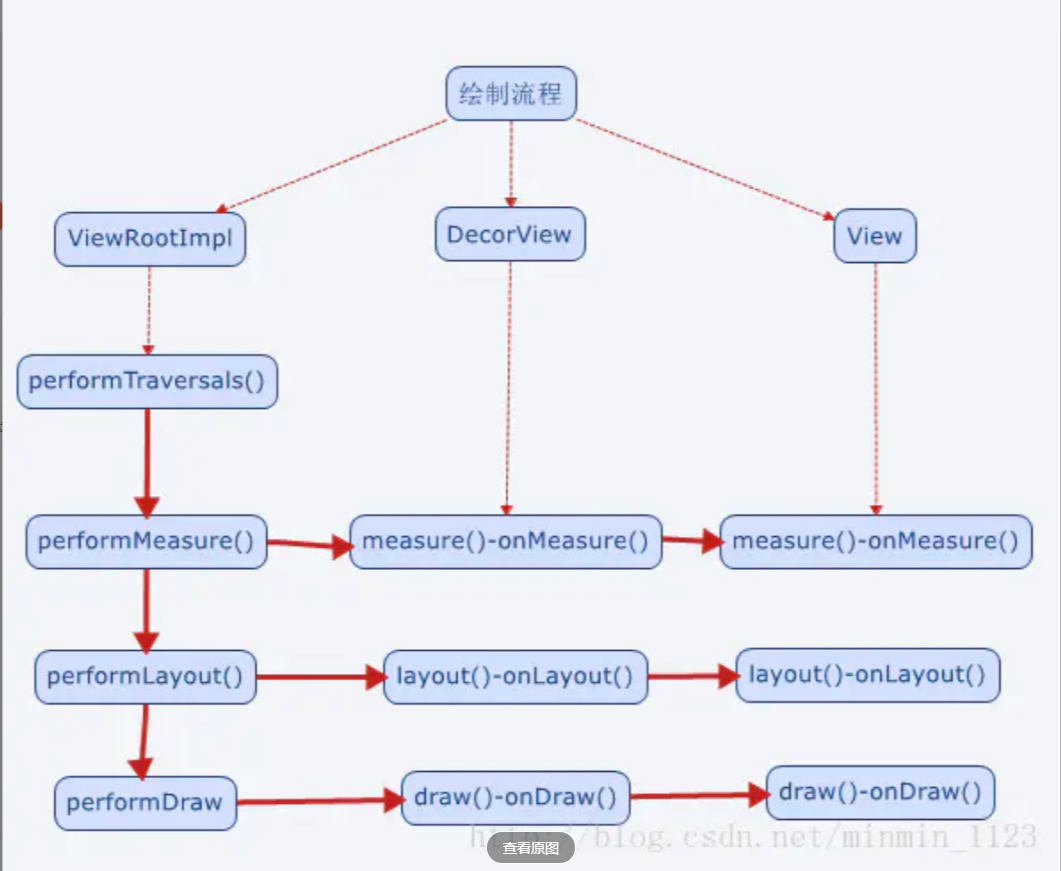 绘制流程
ViewRootImpl
DecorView
View
performTraversals()
performMeasure()
measure()-onMeasure()
measure()-onMeasure()
performLayout()
layout()-onLayout()
layout()-onLayout()
performDraw
draw()-onDraw()
draw()-onDraw()
http://blog.csdn.net/minmin_1123
查看原图